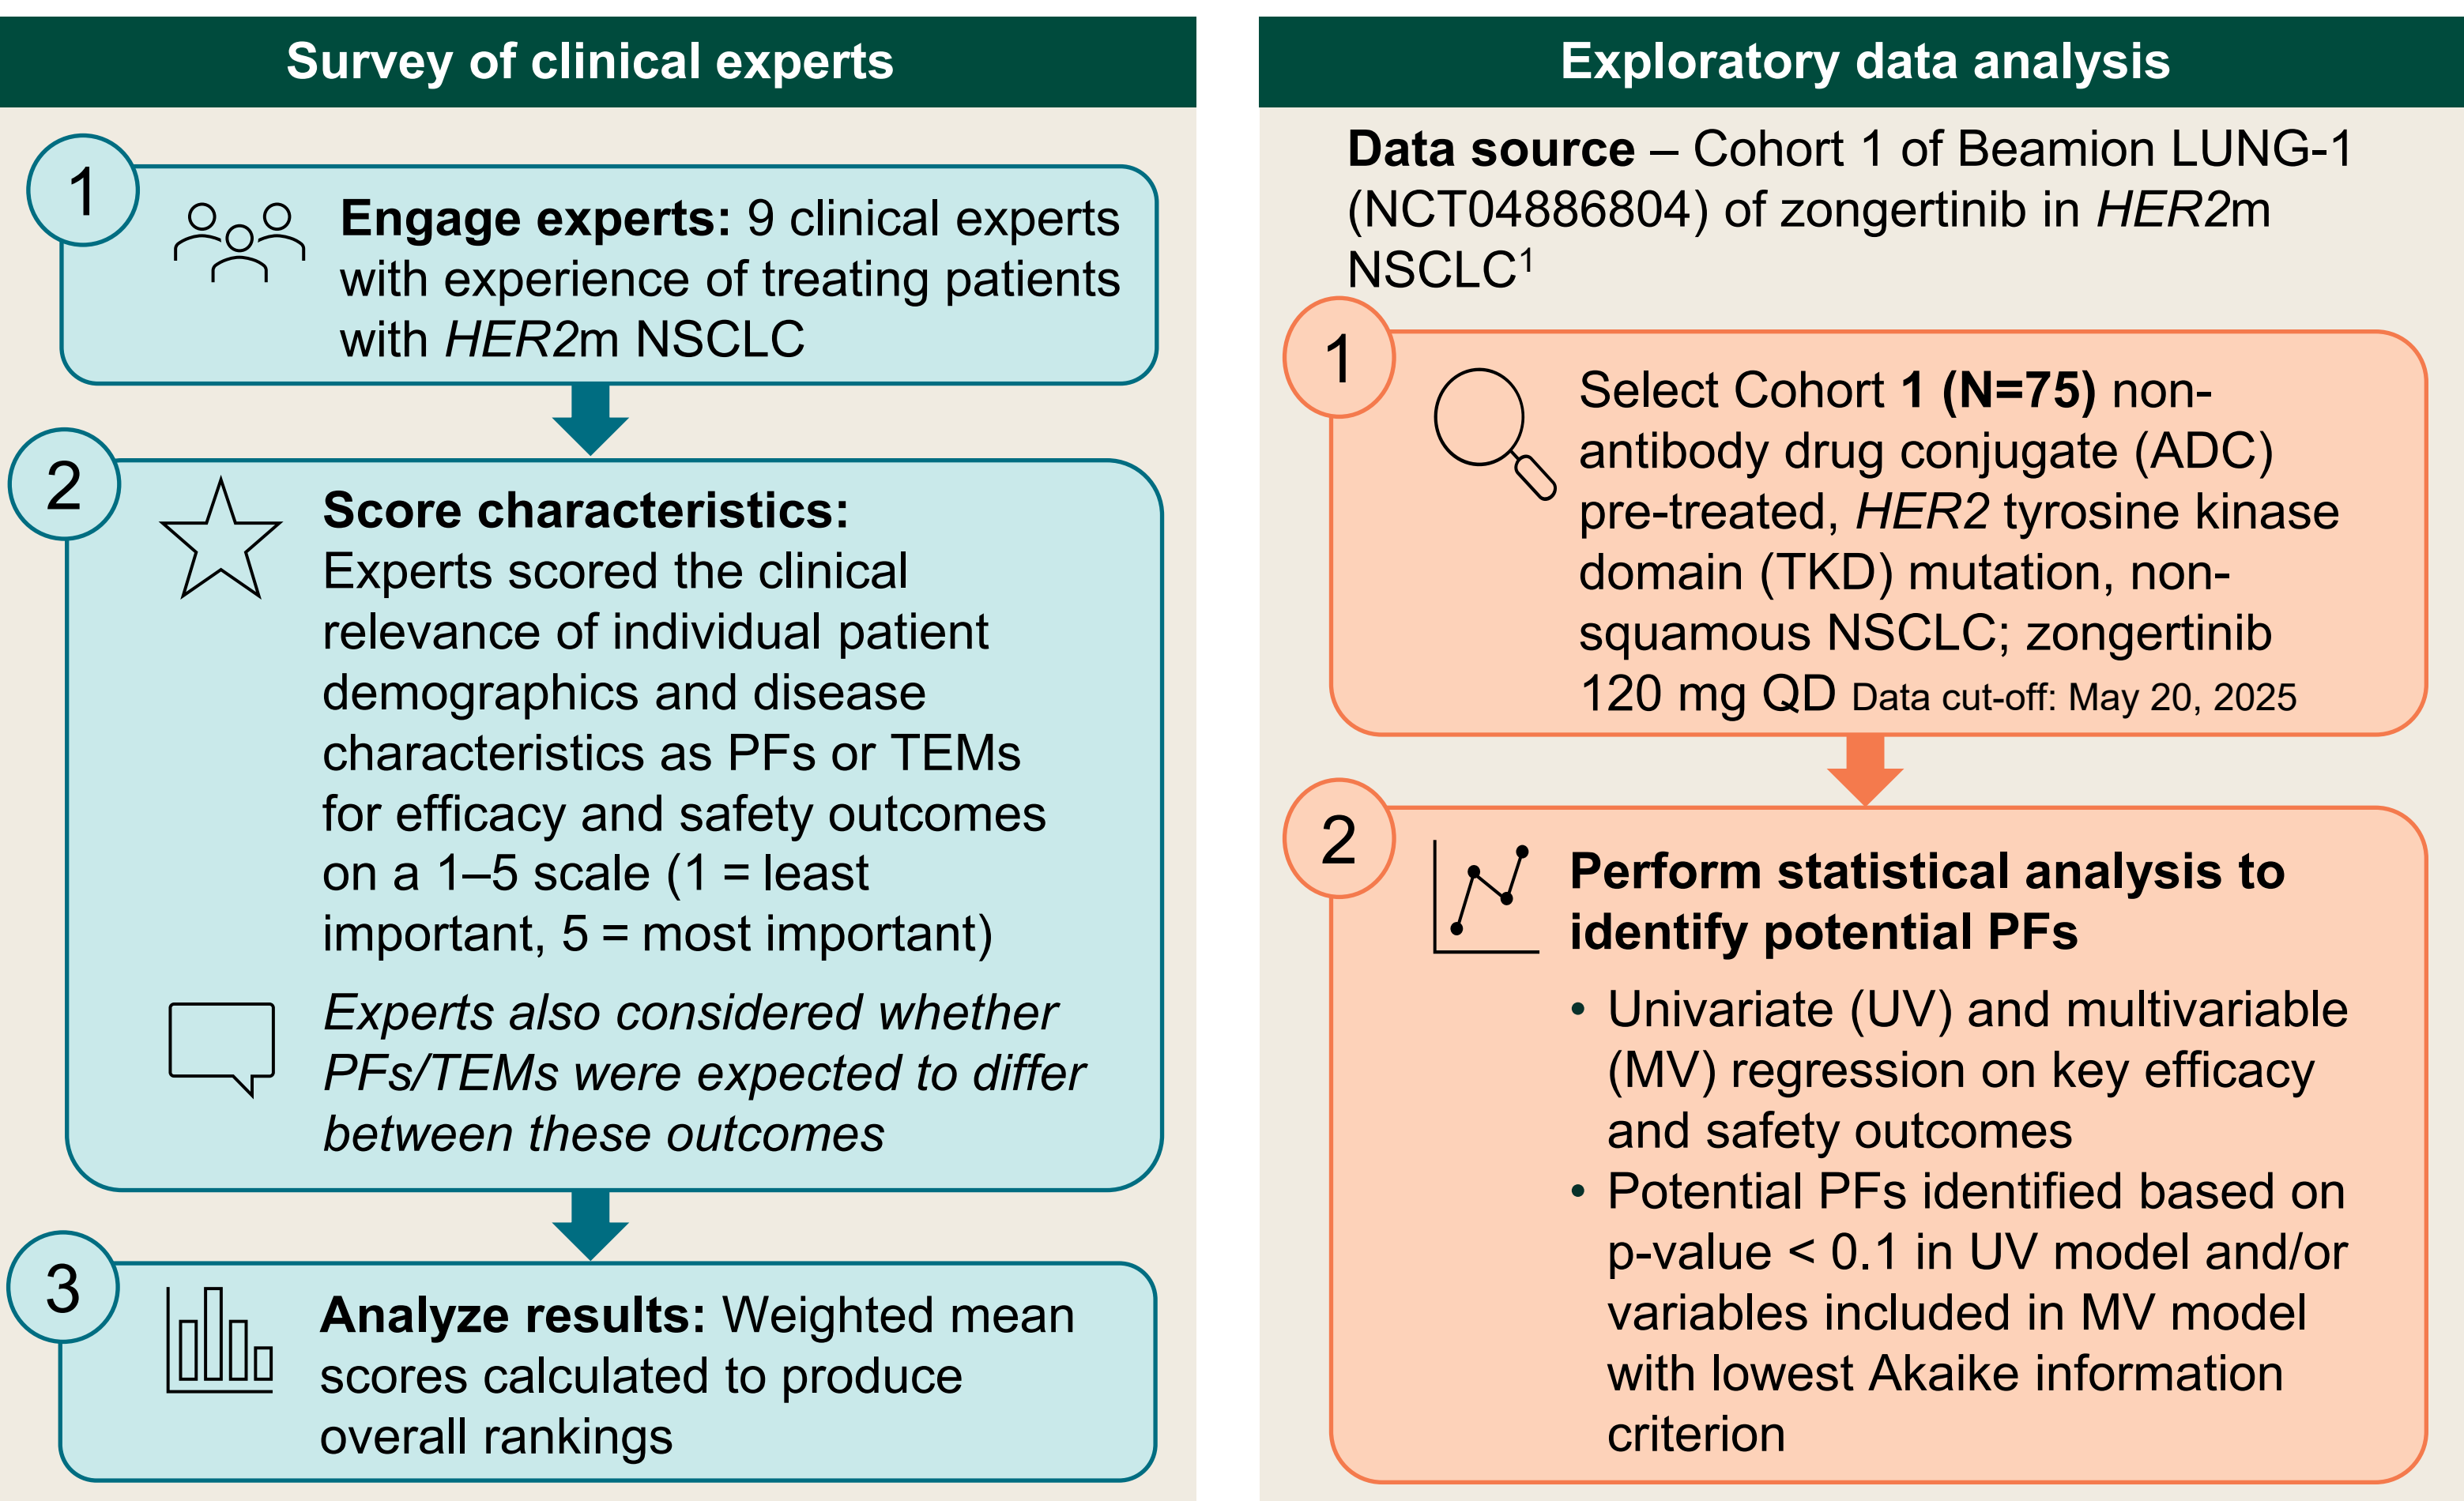 Survey of clinical experts
1
Engage experts: 9 clinical experts
with experience of treating patients
with HER2m NSCLC
2
Score characteristics:
Experts scored the clinical
relevance of individual patient
demographics and disease
characteristics as PFs or TEMs
for efficacy and safety outcomes
on a 1–5 scale (1 = least
important, 5 = most important)
Experts also considered whether
PFs/TEMs were expected to differ
between these outcomes
3
Analyze results: Weighted mean
scores calculated to produce
overall rankings
Exploratory data analysis
Data source – Cohort 1 of Beamion LUNG-1
(NCT04886804) of zongertinib in HER2m
NSCLC¹
1
Select Cohort 1 (N=75) non-
antibody drug conjugate (ADC)
pre-treated, HER2 tyrosine kinase
domain (TKD) mutation, non-
squamous NSCLC; zongertinib
120 mg QD Data cut-off: May 20, 2025
2
Perform statistical analysis to
identify potential PFs
• Univariate (UV) and multivariable
(MV) regression on key efficacy
and safety outcomes
• Potential PFs identified based on
p-value < 0.1 in UV model and/or
variables included in MV model
with lowest Akaike information
criterion